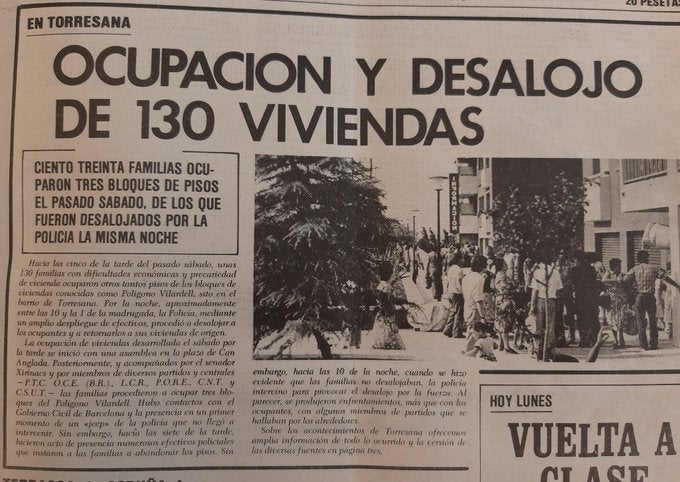 20 PESETAS
EN TORRESANA
OCUPACION Y DESALOJO
DE 130 VIVIENDAS
CIENTO TREINTA FAMILIAS OCU-
PARON TRES BLOQUES DE PISOS
EL PASADO SABADO, DE LOS QUE
FUERON DESALOJADOS POR LA
POLICIA LA MISMA NOCHE
INFORMACION
Hacia las cinco de la tarde del pasado sábado, unas
130 familias con dificultades económicas y precariedad
de vivienda ocuparon otros tantos pisos de los bloques
de viviendas conocidas como Polígono Vilardell, sito en el
barrio de Torresana. Por la noche, aproximadamente
entre las 10 y la 1 de la madrugada, la Policía, mediante
un amplio despliegue de efectivos, procedió a desalojar a
los ocupantes y a retornarlos a sus viviendas de origen.
La ocupación de viviendas desarrollada el sábado por
la tarde se inició con una asamblea en la plaza de Can
Anglada. Posteriormente, y acompañados por el senador
Xirinacs y por miembros de diversos partidos y centrales
—P.T.C. O.C.E. (B.R.)., L.C.R., P.O.R.E., C.N.T. y
C.S.U.T.— las familias procedieron a ocupar tres blo-
ques del Polígono Vilardell. Hubo contactos con el
Gobierno Civil de Barcelona y la presencia en un primer
momento de un «jeep» de la policía que no llegó a
intervenir. Sin embargo, hacía las siete de la tarde,
hicieron acto de presencia numerosos efectivos policiales
que instaron a las familias a abandonar los pisos. Sin
embargo, hacia las 10 de la noche, cuando se hizo
evidente que las familias no desalojaban, la policía
intervino para provocar el desalojo por la fuerza. Al
parecer, se produjeron enfrentamientos, más que con los
ocupantes, con algunos miembros de partidos que se
hallaban por los alrededores.
Sobre los acontecimientos de Torresana ofrecemos
amplia información de todo lo ocurrido y la versión de
las diversas fuentes en pagina tres.
HOY LUNES
VUELTA A
CLASE